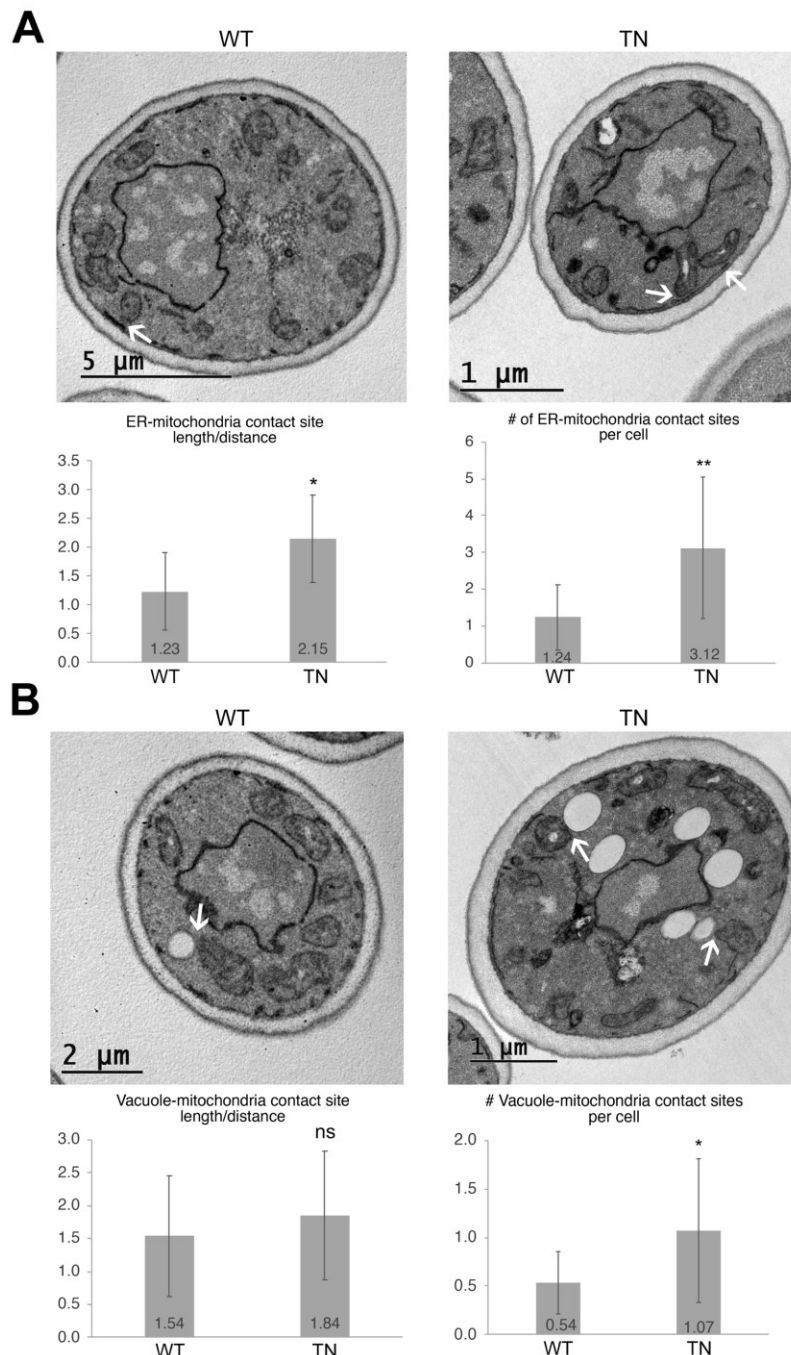 A
WT
TN
5 μm
1 μm
ER-mitochondria contact site
length/distance
3.5
3.0
2.5
2.0
1.5
1.0
0.5
0.0
*
1.23
2.15
WT
TN
# of ER-mitochondria contact sites
per cell
6
5
4
3
2
1
0
**
1.24
3.12
WT
TN
B
WT
TN
2 μm
1 μm
Vacuole-mitochondria contact site
length/distance
3.0
2.5
2.0
1.5
1.0
0.5
0.0
ns
1.54
1.84
WT
TN
# Vacuole-mitochondria contact sites
per cell
2.0
1.5
1.0
0.5
0.0
*
0.54
1.07
WT
TN